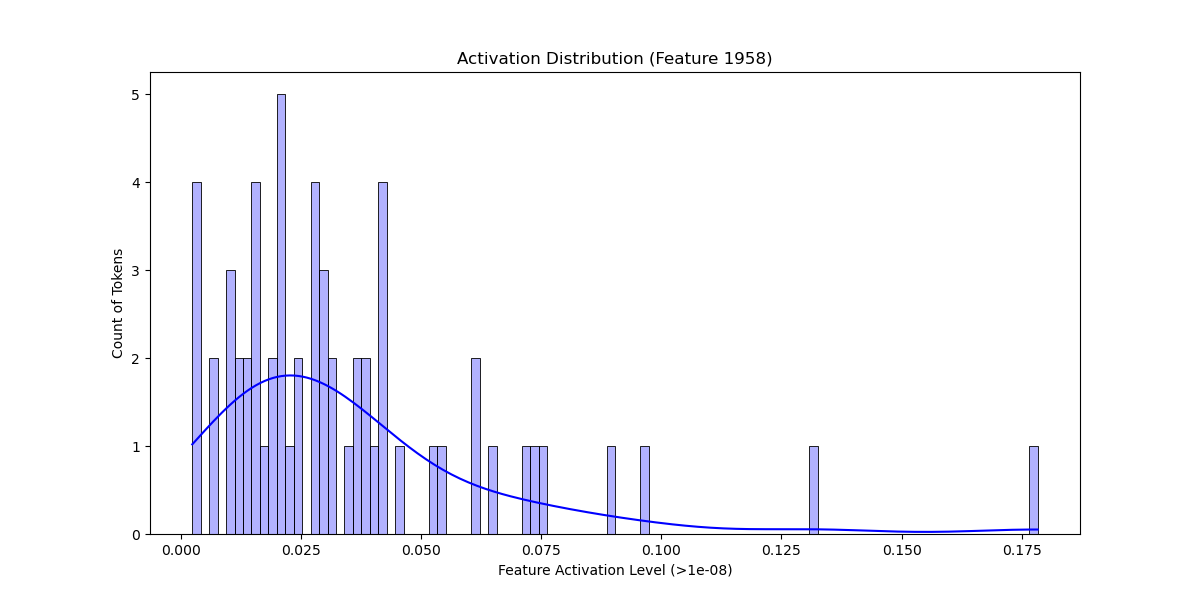 Activation Distribution (Feature 1958)
5
4
3
2
1
0
Count of Tokens
0.000 0.025 0.050 0.075 0.100 0.125 0.150 0.175
Feature Activation Level (>1e-08)